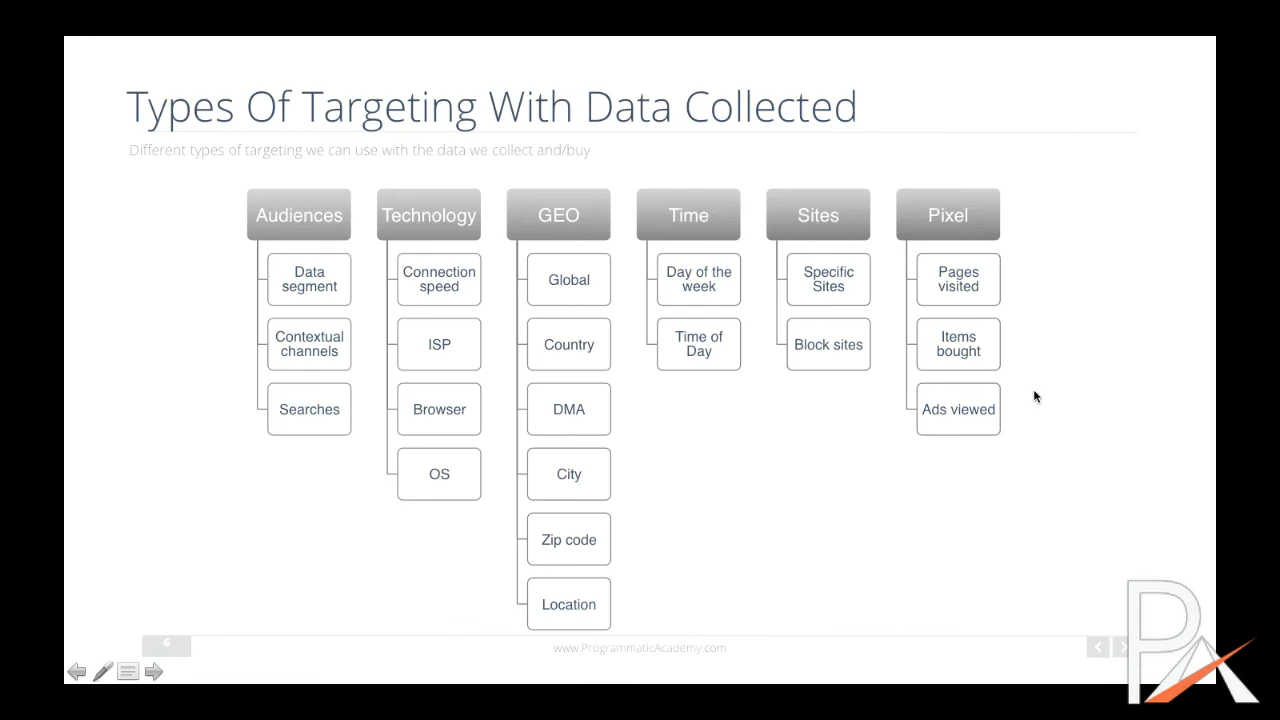 Types Of Targeting With Data Collected
Different types of targeting we can use with the data we collect and/buy
Audiences
Data
segment
Contextual
channels
Searches
Technology
Connection
speed
ISP
Browser
OS
GEO
Global
Country
DMA
City
Zip code
Location
Time
Day of the
week
Time of
Day
Sites
Specific
Sites
Block sites
Pixel
Pages
visited
Items
bought
Ads viewed
6
www.ProgrammaticAcademy.com
PA